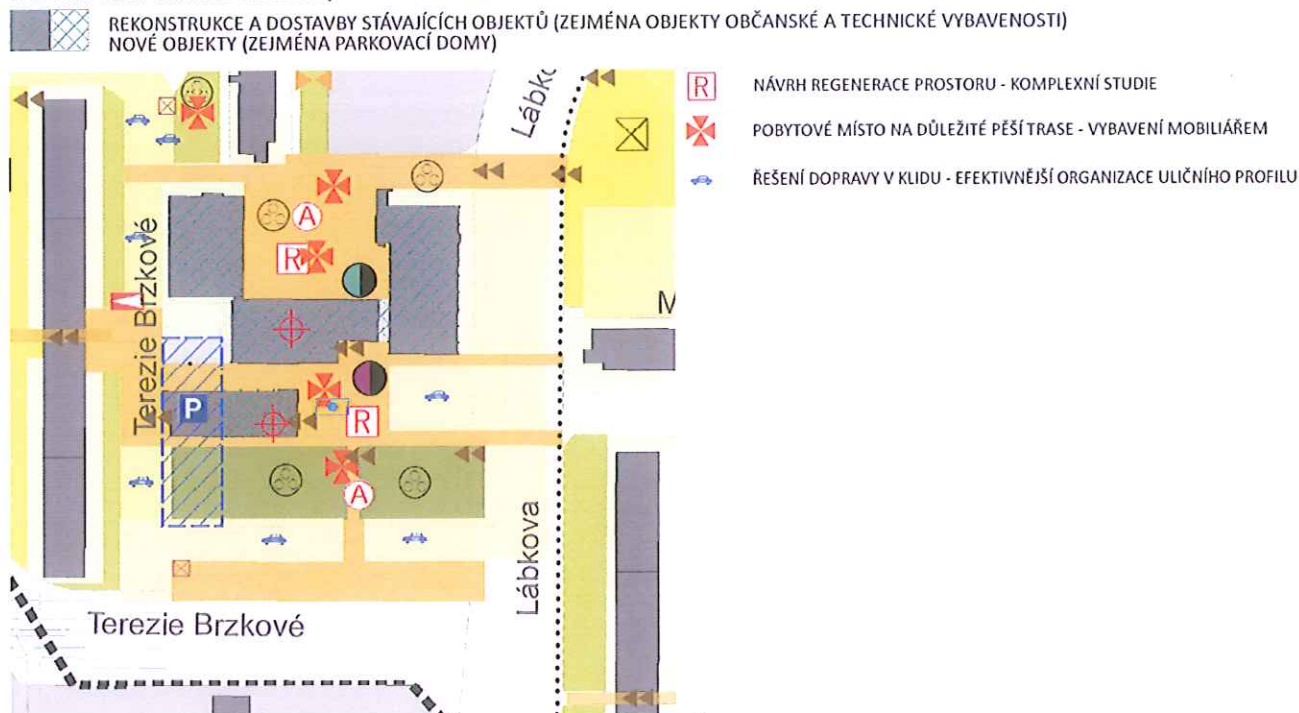 REKONSTRUKCE A DOSTAVBY STÁVAJÍCÍCH OBJEKTŮ (ZEJMÉNA OBJEKTY OBČANSKÉ A TECHNICKÉ VYBAVENOSTI)
NOVÉ OBJEKTY (ZEJMÉNA PARKOVACÍ DOMY)
R NÁVRH REGENERACE PROSTORU - KOMPLEXNÍ STUDIE
POBYTOVÉ MÍSTO NA DŮLEŽITÉ PĚŠÍ TRASE - VYBAVENÍ MOBILIÁŘEM
ŘEŠENÍ DOPRAVY V KLIDU - EFEKTIVNĚJŠÍ ORGANIZACE ULIČNÍHO PROFILU
A
R
Terezie Brzkové
M
P
R
A
Lábkova
Terezie Brzkové